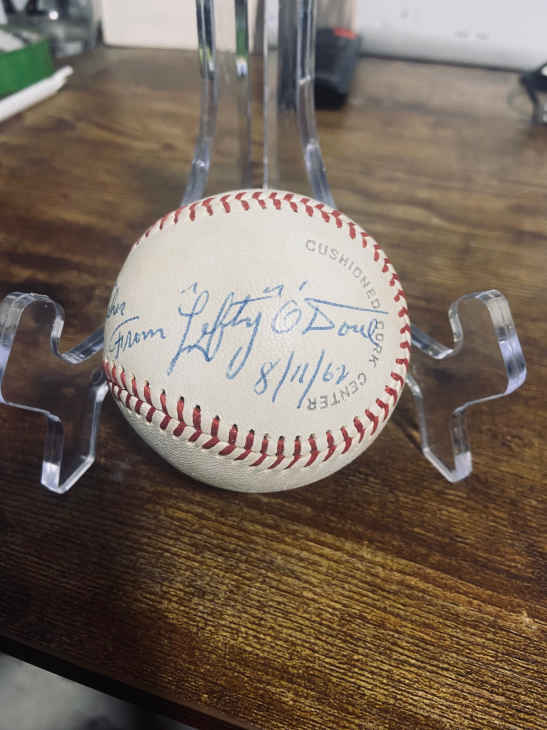 From "Lefty" O'Doul
8/11/62
CUSHIONED CORK CENTER